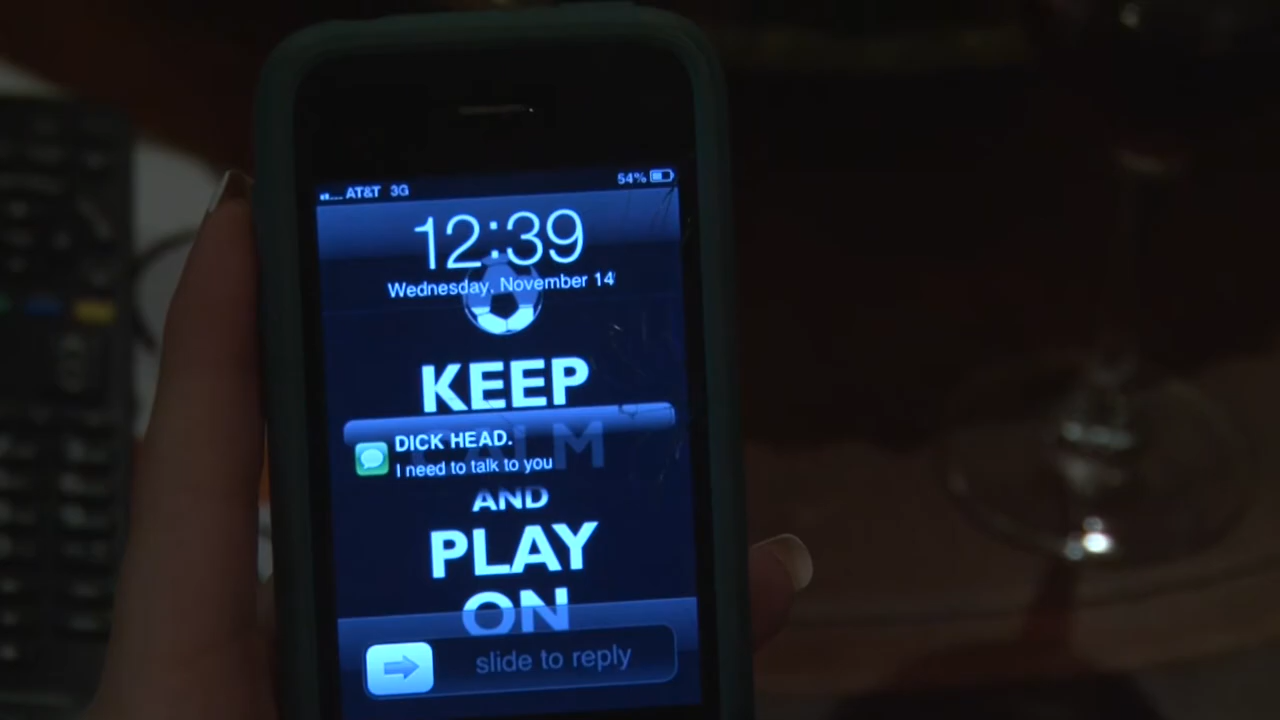 AT&T 3G
54%
12:39
Wednesday, November 14
KEEP
CALM
DICK HEAD.
I need to talk to you
AND
PLAY
ON
slide to reply